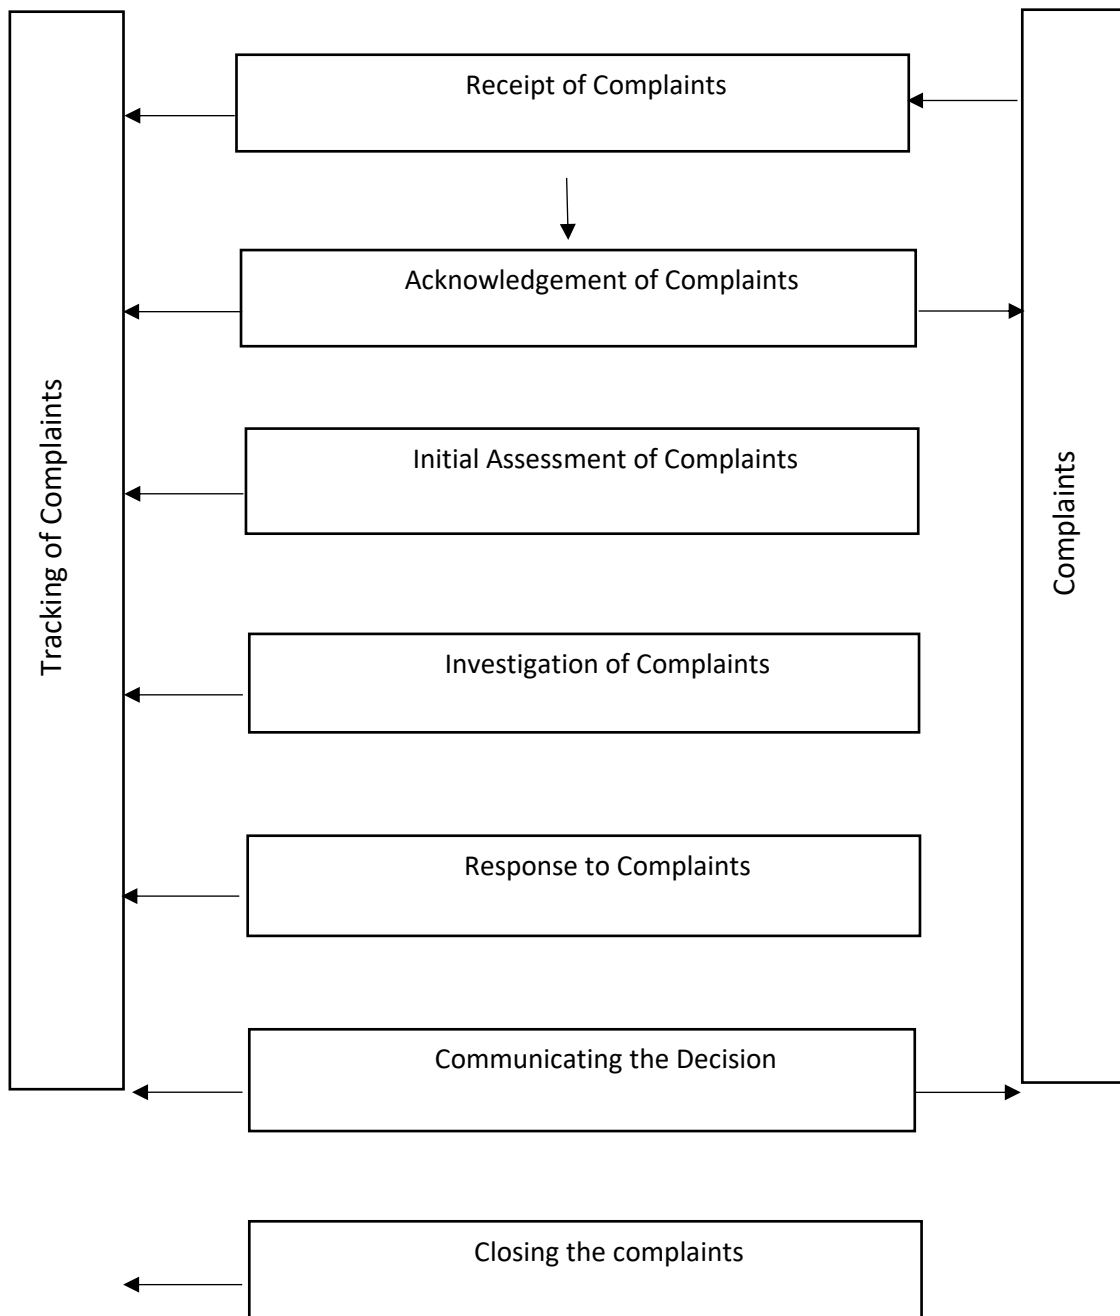 Receipt of Complaints
Acknowledgement of Complaints
Initial Assessment of Complaints
Investigation of Complaints
Response to Complaints
Communicating the Decision
Closing the complaints
Tracking of Complaints
Complaints